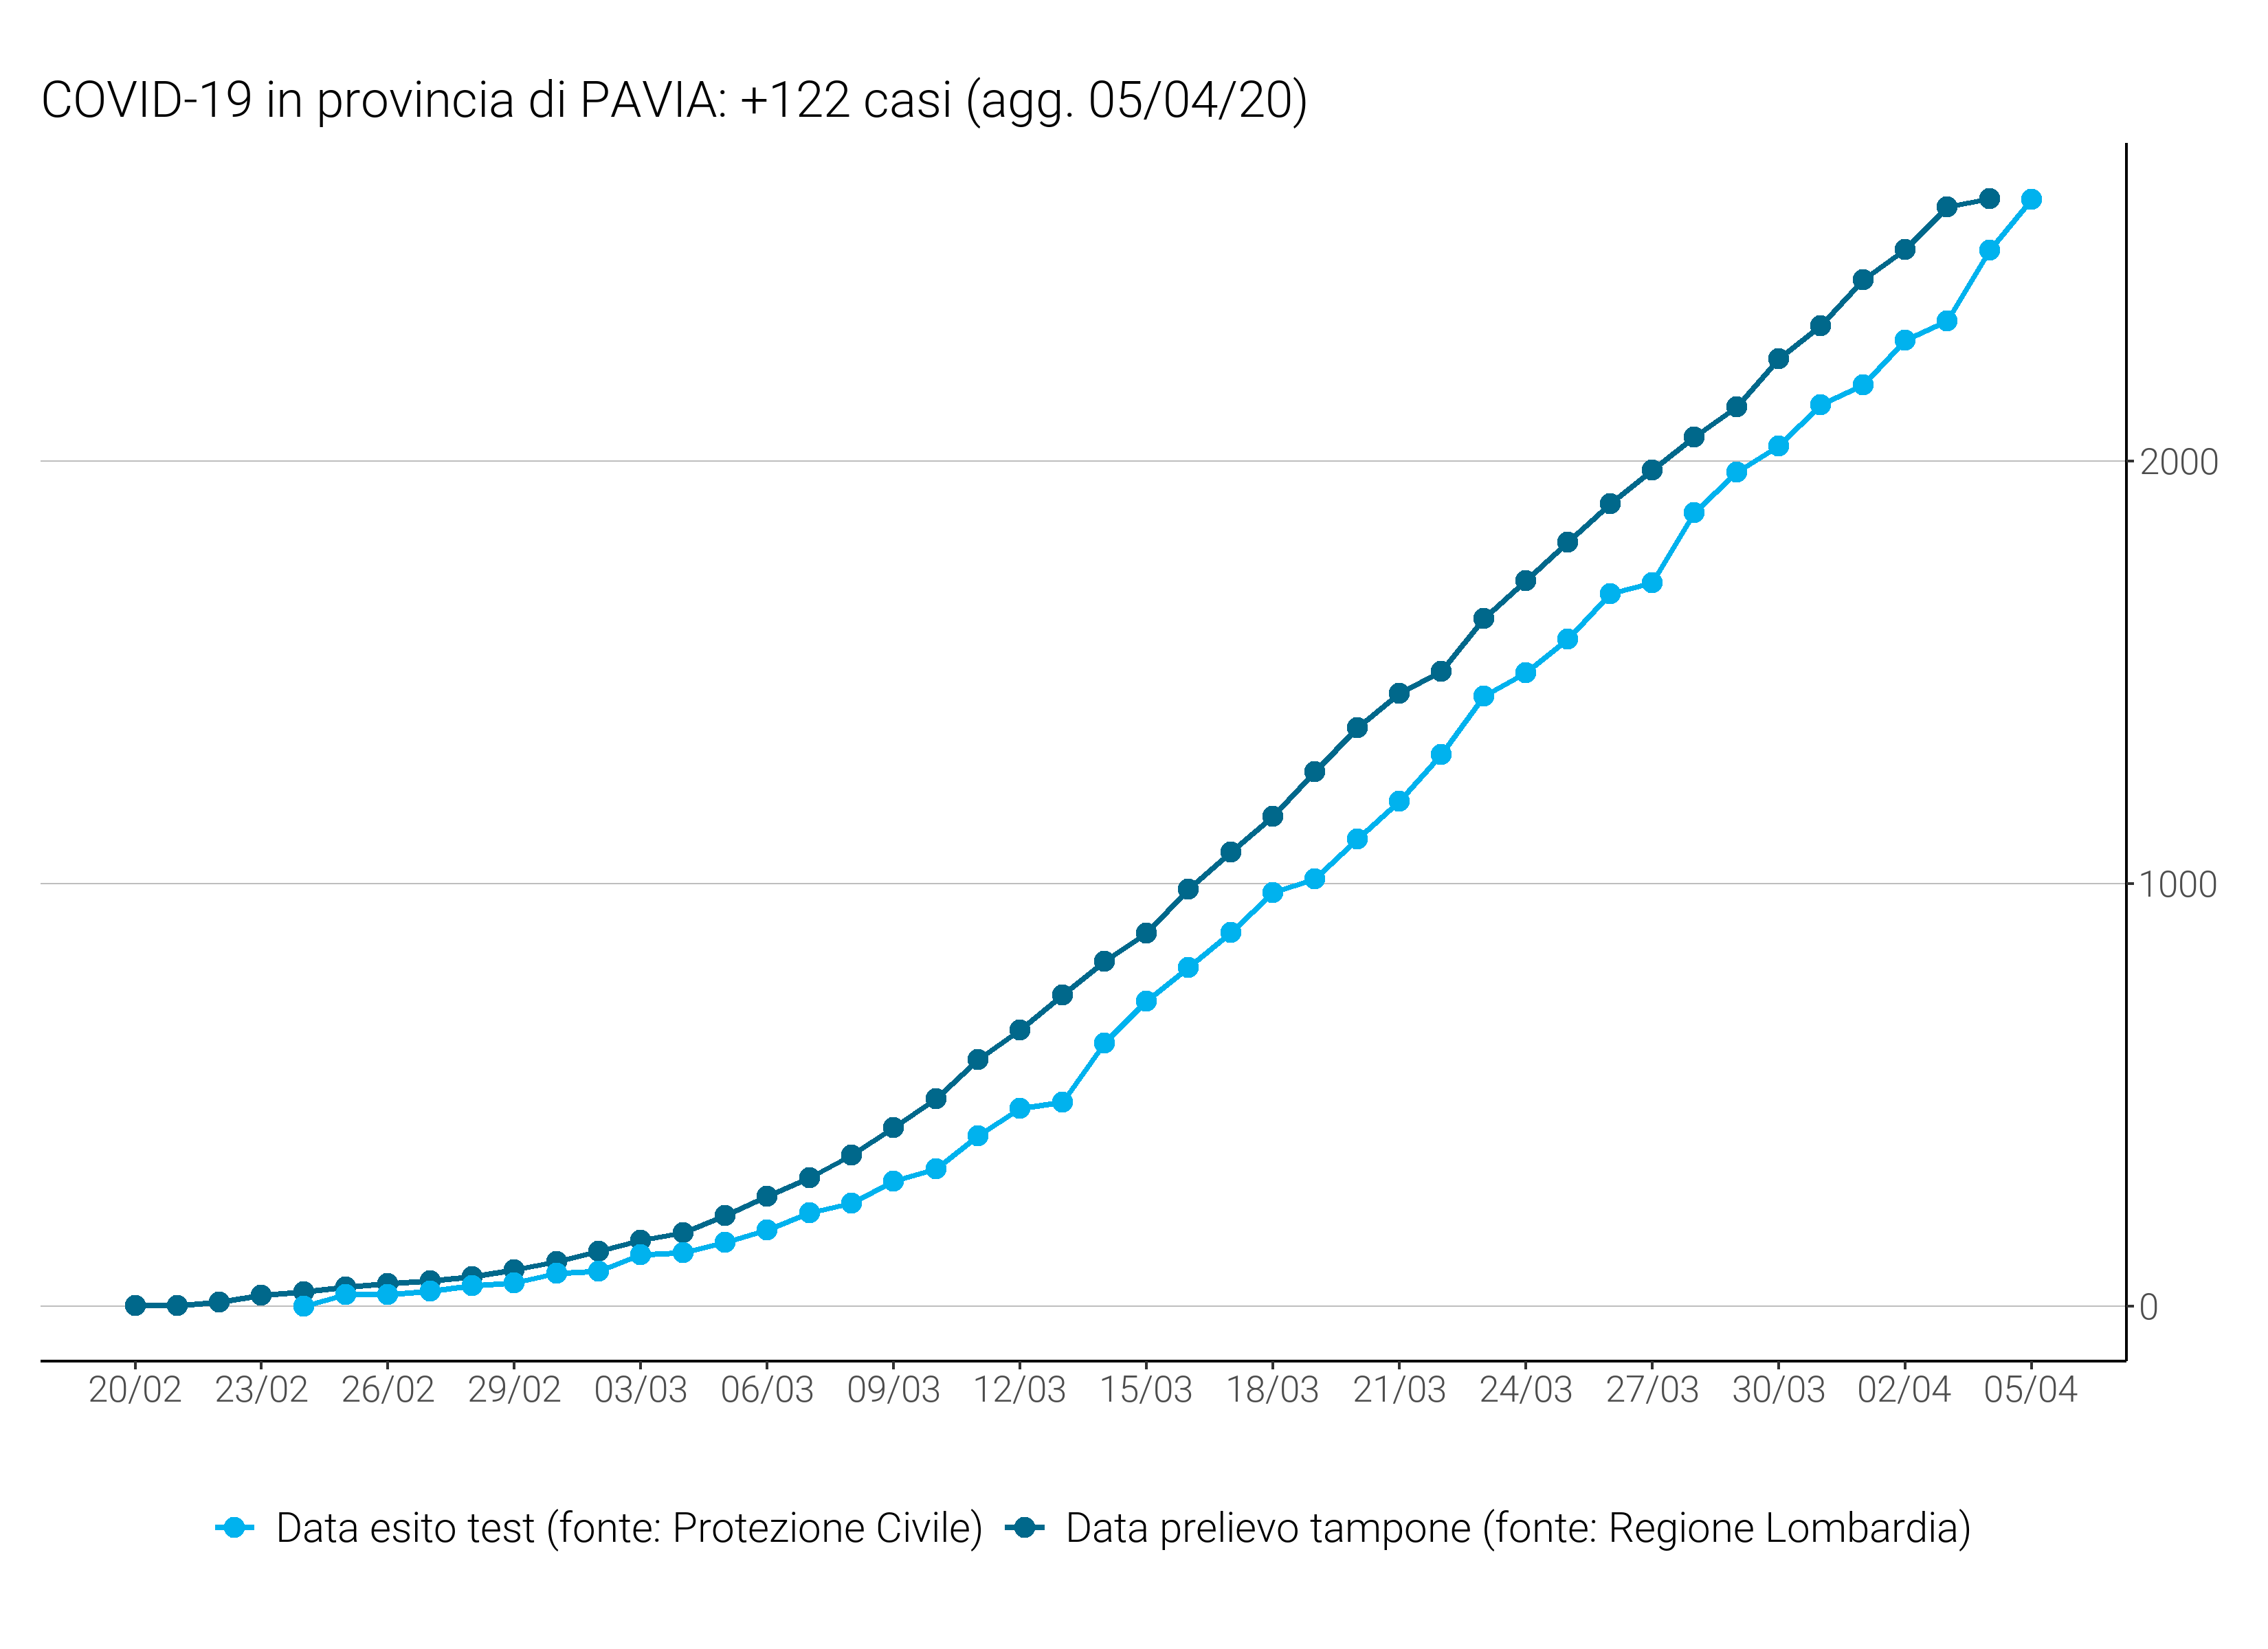 COVID-19 in provincia di PAVIA: +122 casi (agg. 05/04/20)
2000
1000
0
20/02 23/02 26/02 29/02 03/03 06/03 09/03 12/03 15/03 18/03 21/03 24/03 27/03 30/03 02/04 05/04
Data esito test (fonte: Protezione Civile) Data prelievo tampone (fonte: Regione Lombardia)